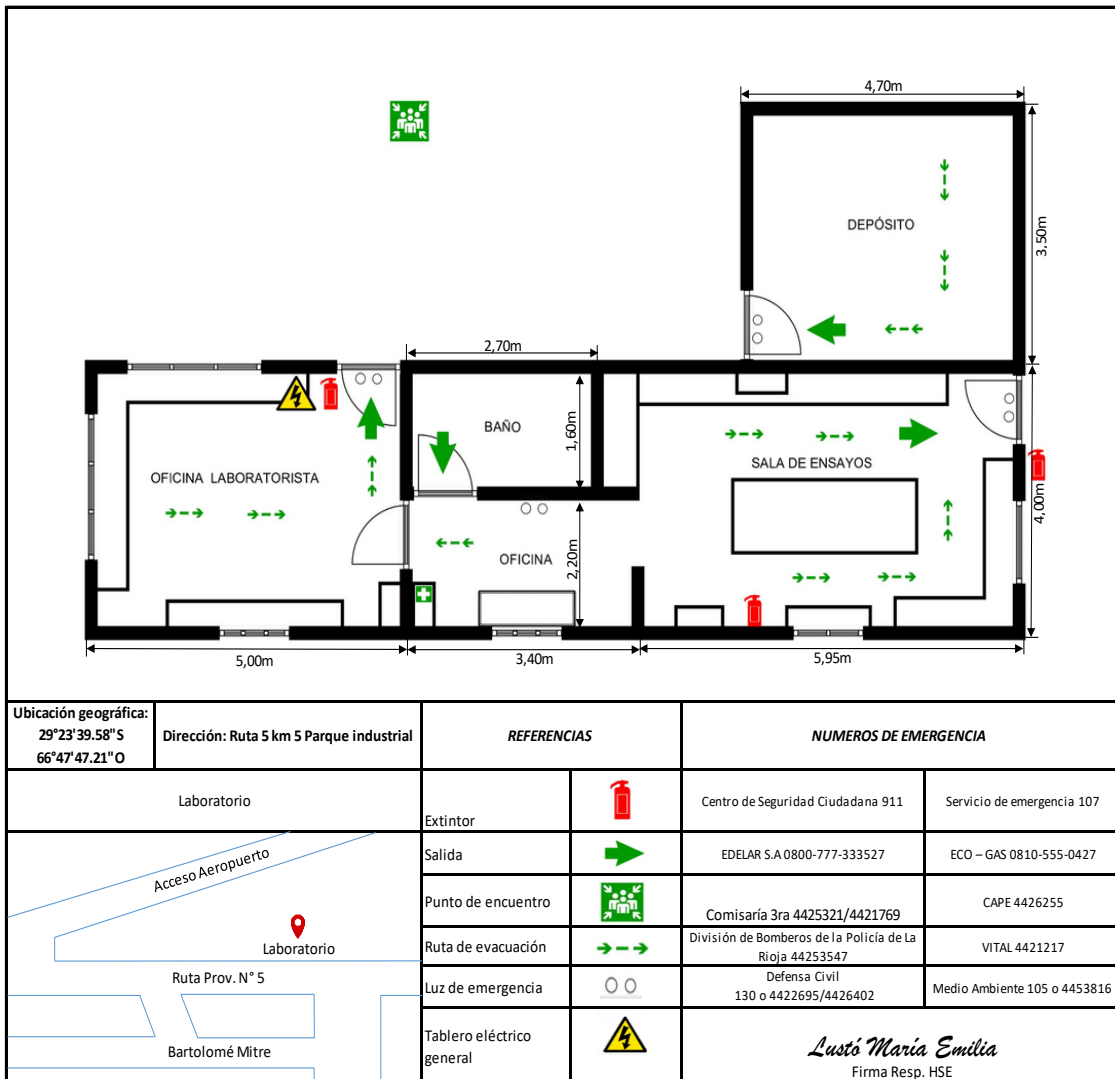 4,70m
DEPÓSITO
3,50m
2,70m
BAÑO
1,60m
OFICINA LABORATORISTA
SALA DE ENSAYOS
OFICINA
2,20m
4,00m
5,00m
3,40m
5,95m
Ubicación geográfica:
29°23'39.58"S
66°47'47.21"O
Dirección: Ruta 5 km 5 Parque industrial
REFERENCIAS
NUMEROS DE EMERGENCIA
Laboratorio
Extintor
Centro de Seguridad Ciudadana 911
Servicio de emergencia 107
Acceso Aeropuerto
Laboratorio
Ruta Prov. N° 5
Bartolomé Mitre
Salida
EDELAR S.A 0800-777-333527
ECO – GAS 0810-555-0427
Punto de encuentro
Comisaría 3ra 4425321/4421769
CAPE 4426255
Ruta de evacuación
División de Bomberos de la Policía de La
Rioja 44253547
VITAL 4421217
Luz de emergencia
Defensa Civil
130 o 4422695/4426402
Medio Ambiente 105 o 4453816
Tablero eléctrico
general
Lustó María Emilia
Firma Resp. HSE